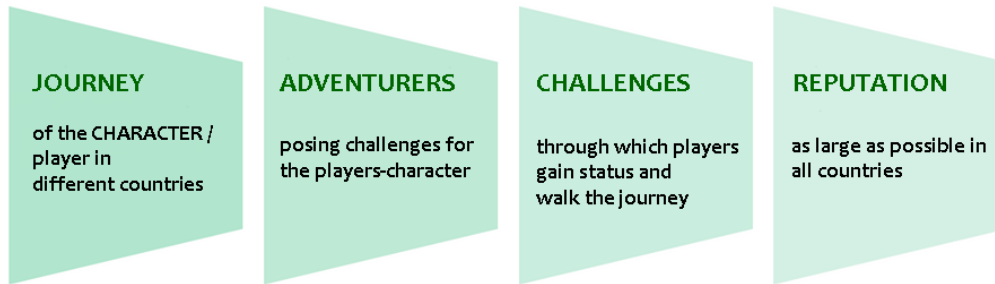 JOURNEY
of the CHARACTER /
player in
different countries
ADVENTURERS
posing challenges for
the players-character
CHALLENGES
through which players
gain status and
walk the journey
REPUTATION
as large as possible in
all countries